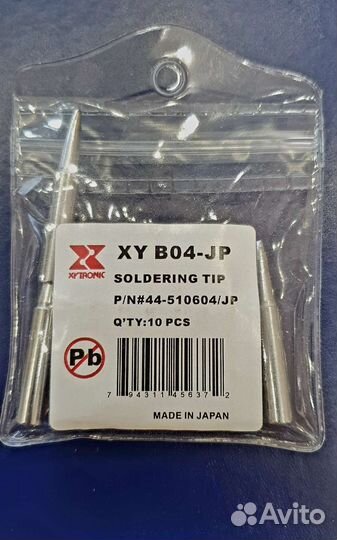 XYTRONIC
XY B04-JP
SOLDERING TIP
P/N#44-510604/JP
Q'TY:10 PCS
Pb
7 94311 45637 2
MADE IN JAPAN
Avito